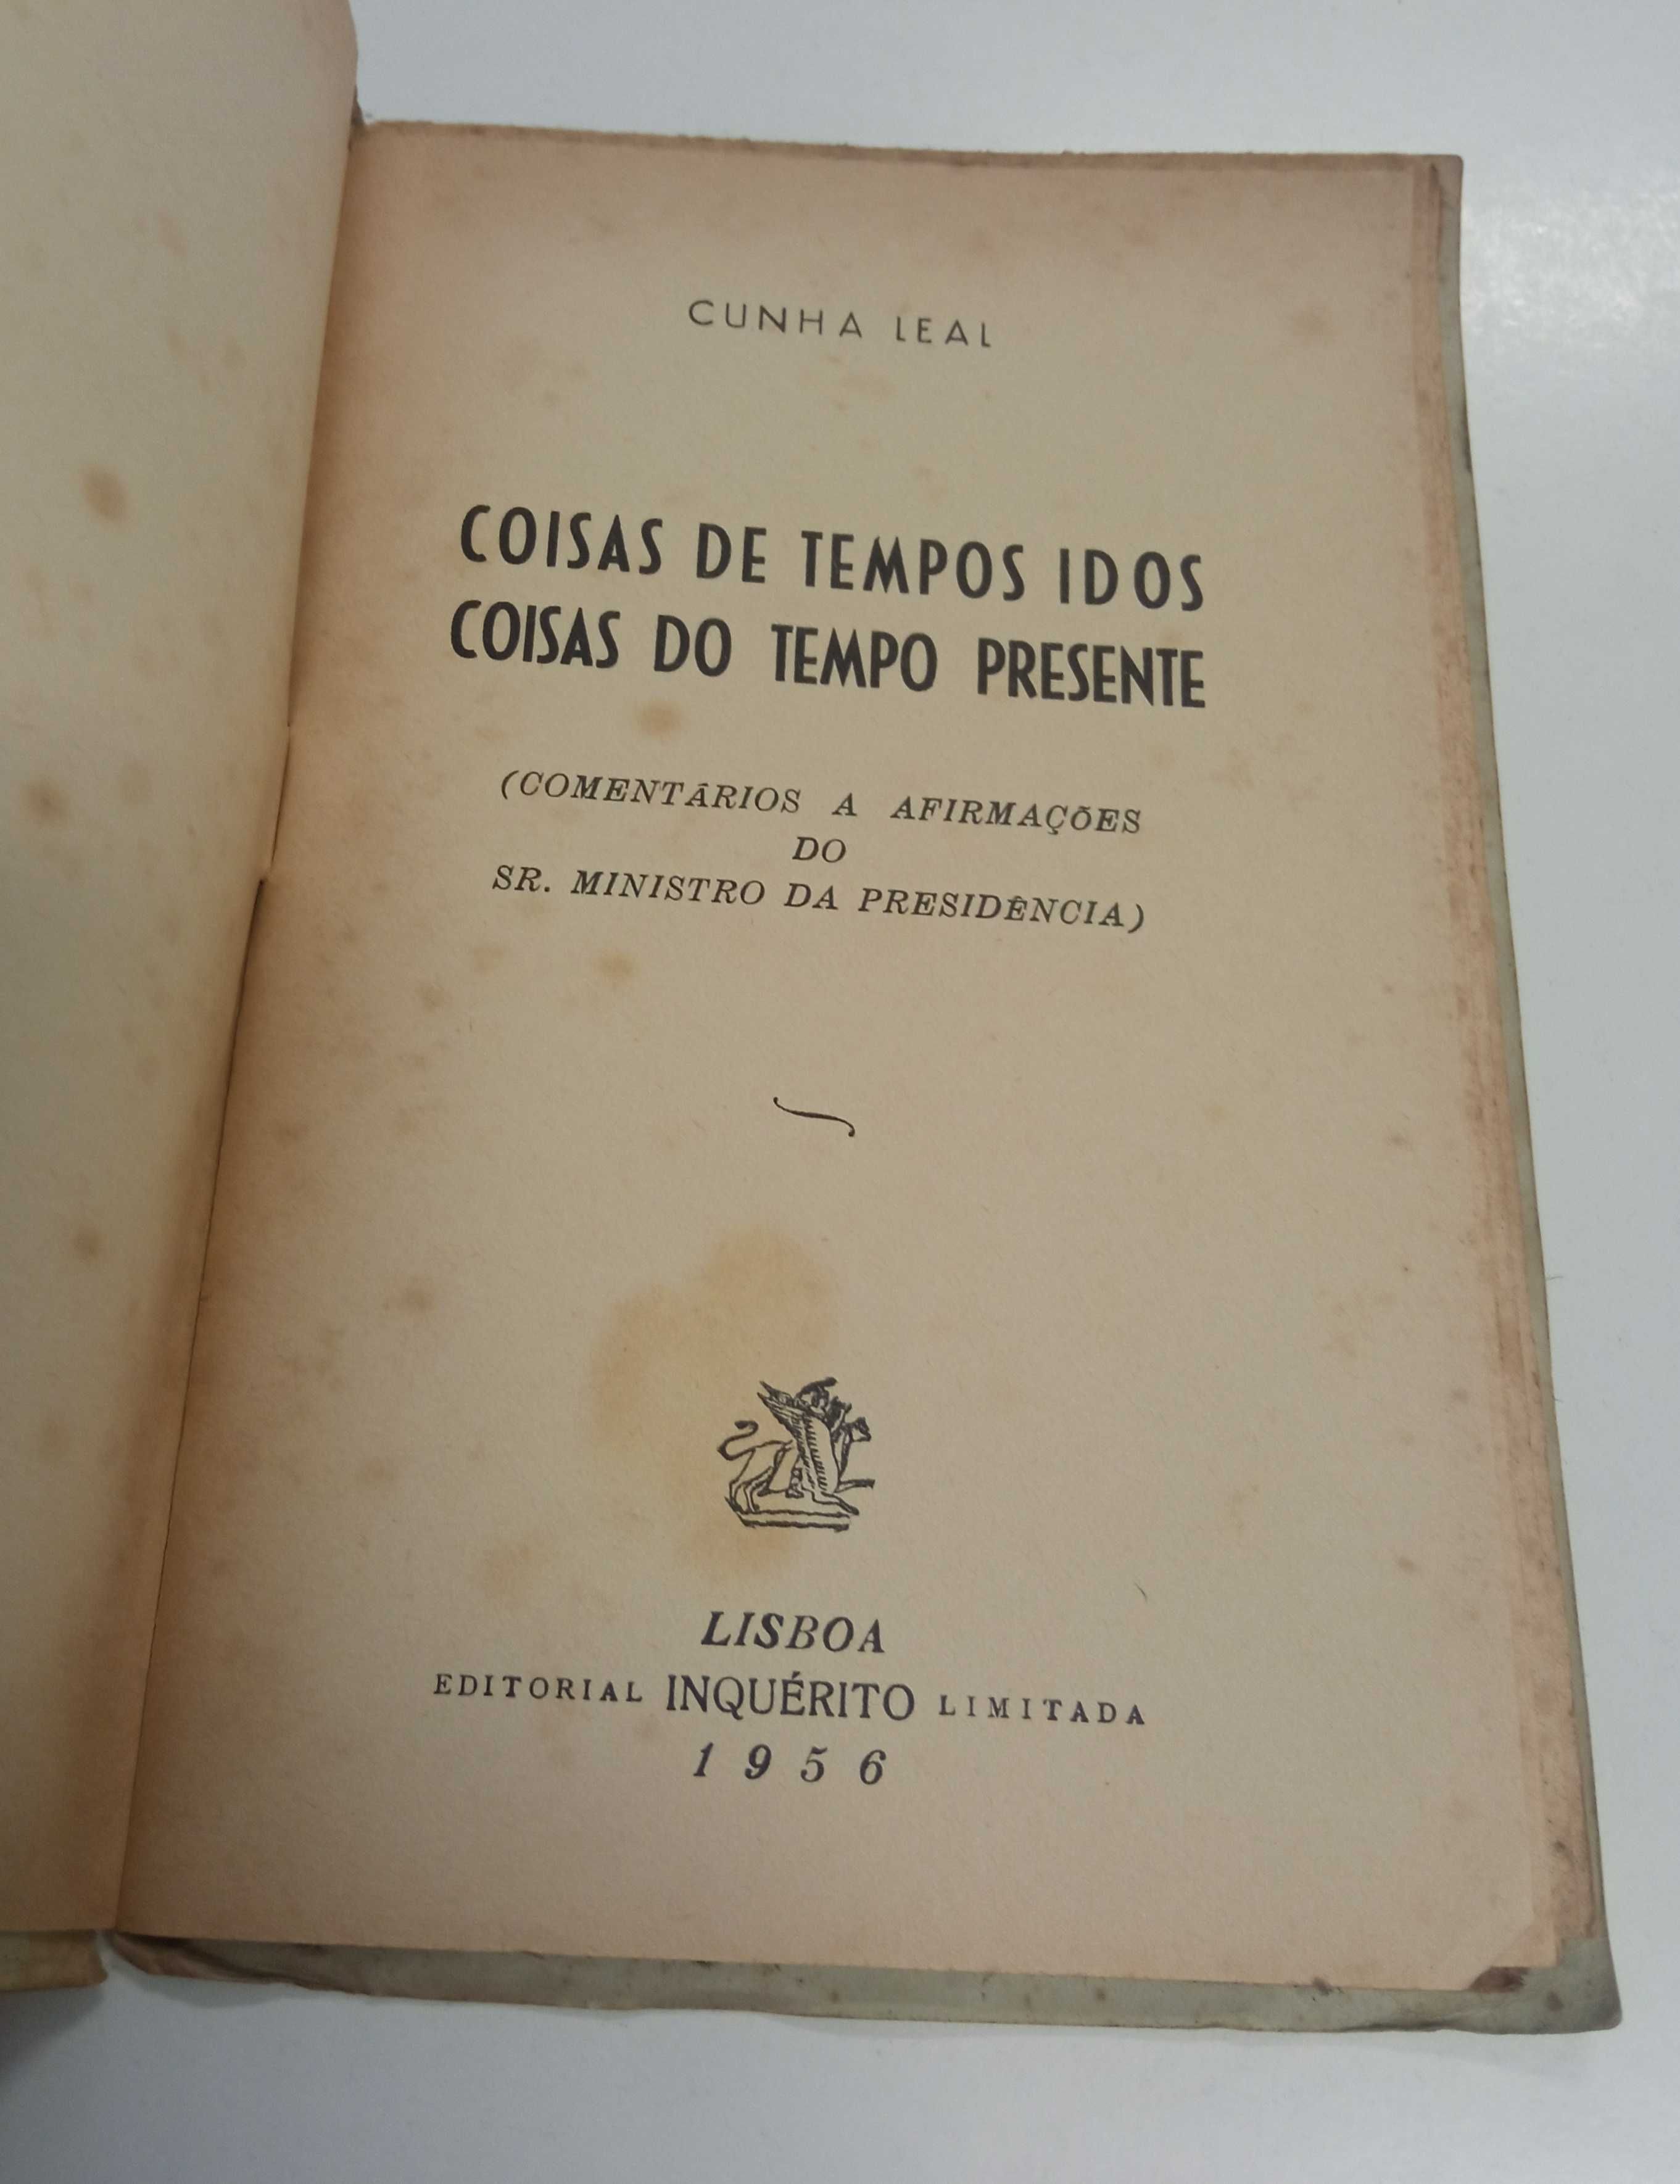 CUNHA LEAL
COISAS DE TEMPOS IDOS
COISAS DO TEMPO PRESENTE
(COMENTÁRIOS A AFIRMAÇÕES
DO
SR. MINISTRO DA PRESIDÊNCIA)
LISBOA
EDITORIAL INQUÉRITO LIMITADA
1956